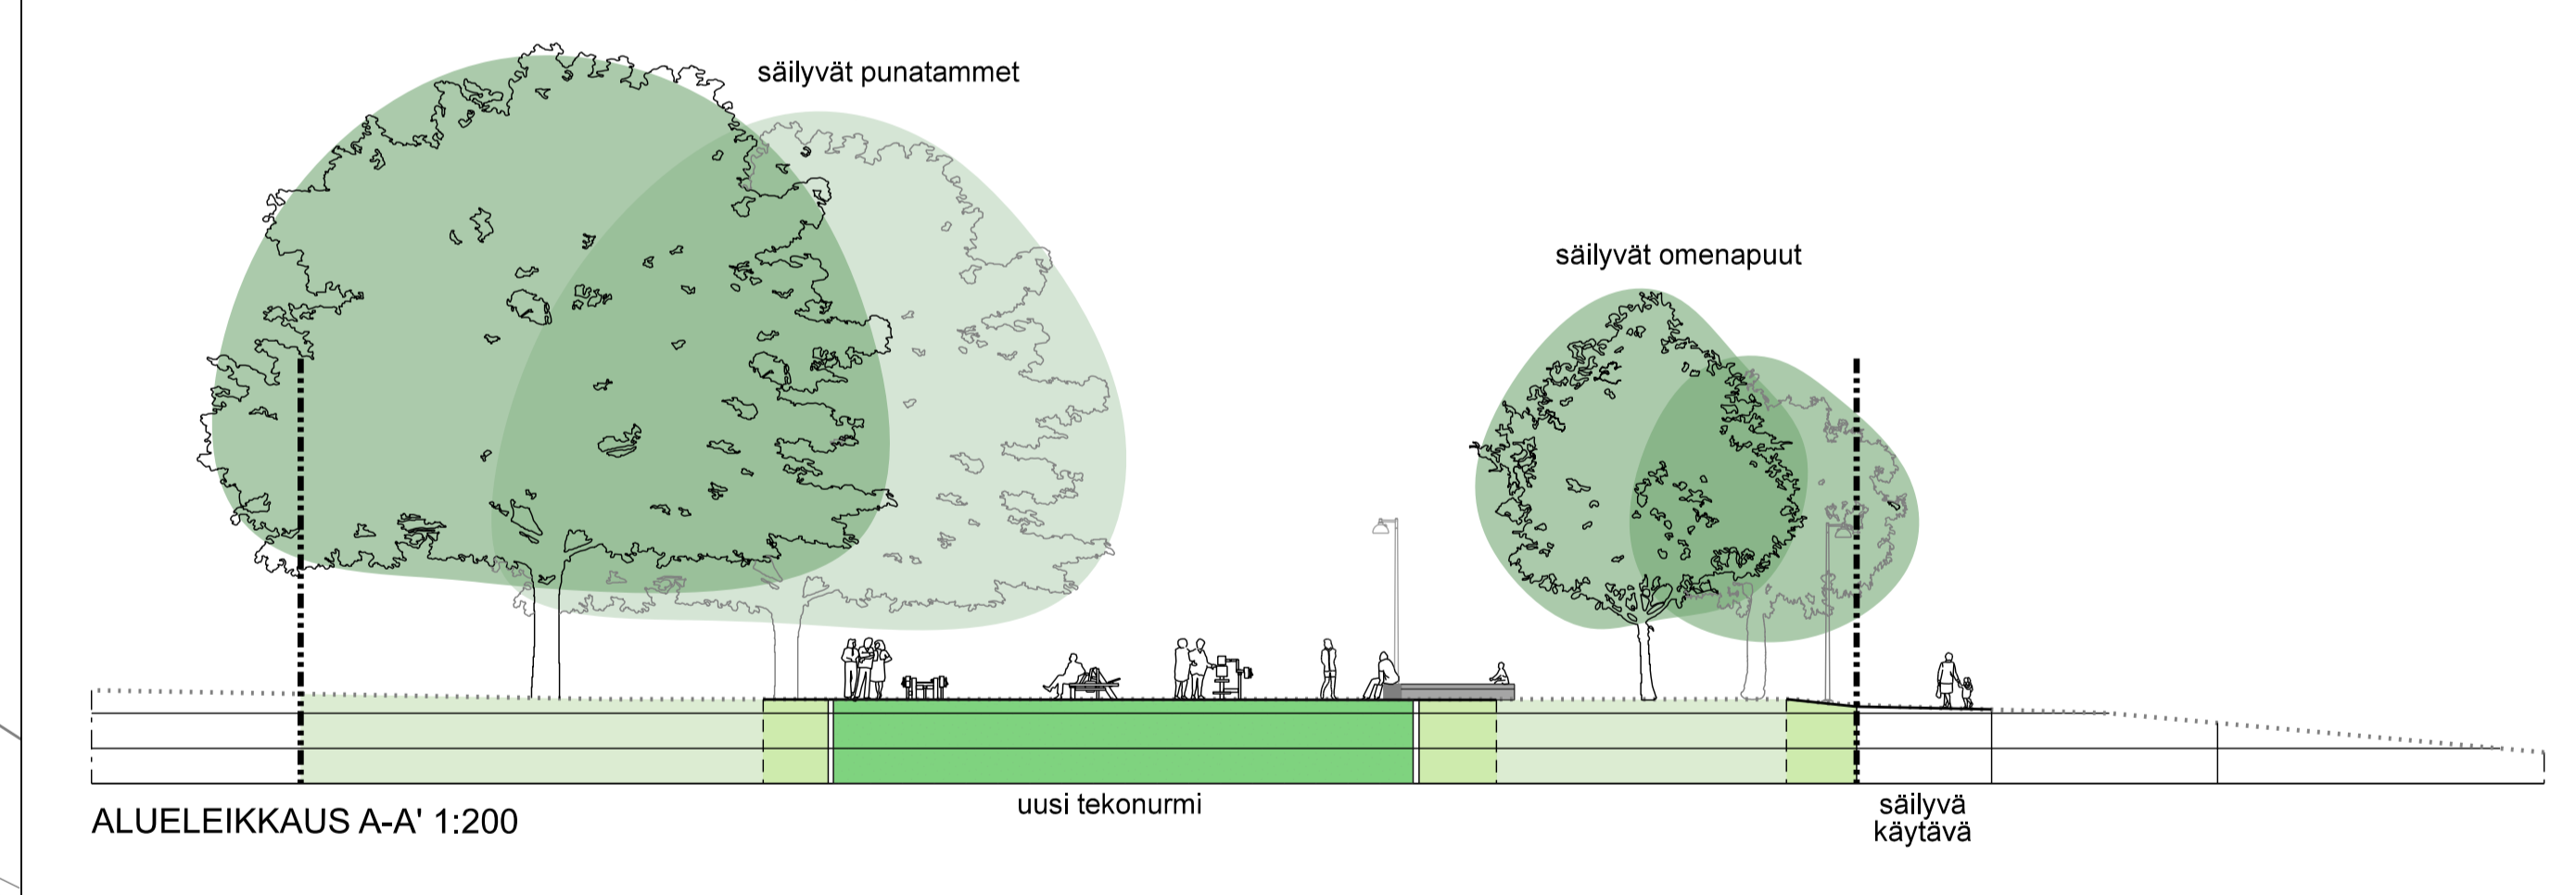 säilyvät punatammet
säilyvät omenapuut
uusi tekonurmi
säilyvä
käytävä
ALUELEIKKAUS A-A' 1:200